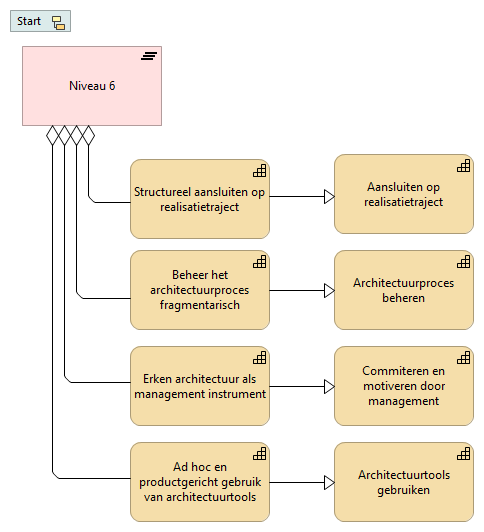 Start
Niveau 6
Structureel aansluiten op
realisatietraject
Aansluiten op
realisatietraject
Beheer het
architectuurproces
fragmentarisch
Architectuurproces
beheren
Erken architectuur als
management instrument
Commiteren en
motiveren door
management
Ad hoc en
productgericht gebruik
van architectuurtools
Architectuurtools
gebruiken